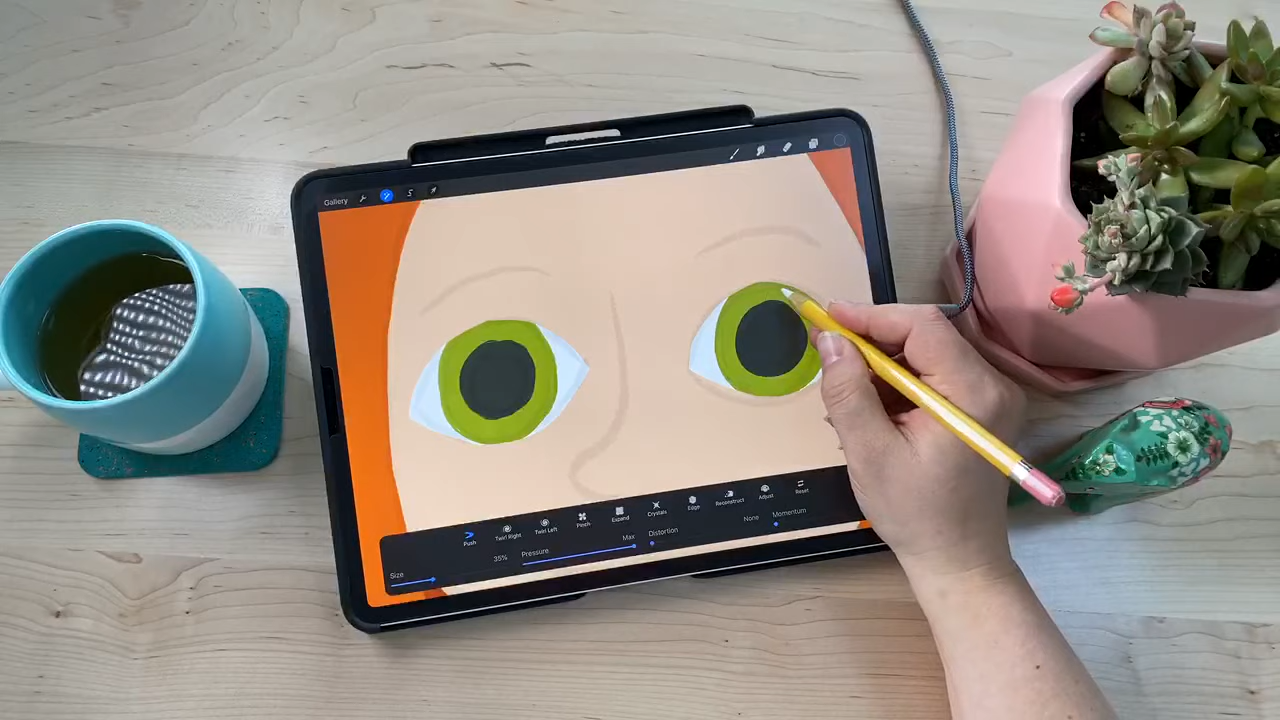 Gallery
Push
Twirl Right
Twirl Left
Pinch
Expand
Crystals
Edge
Reconstruct
Adjust
Reset
Size
35%
Pressure
Max
Distortion
None
Momentum